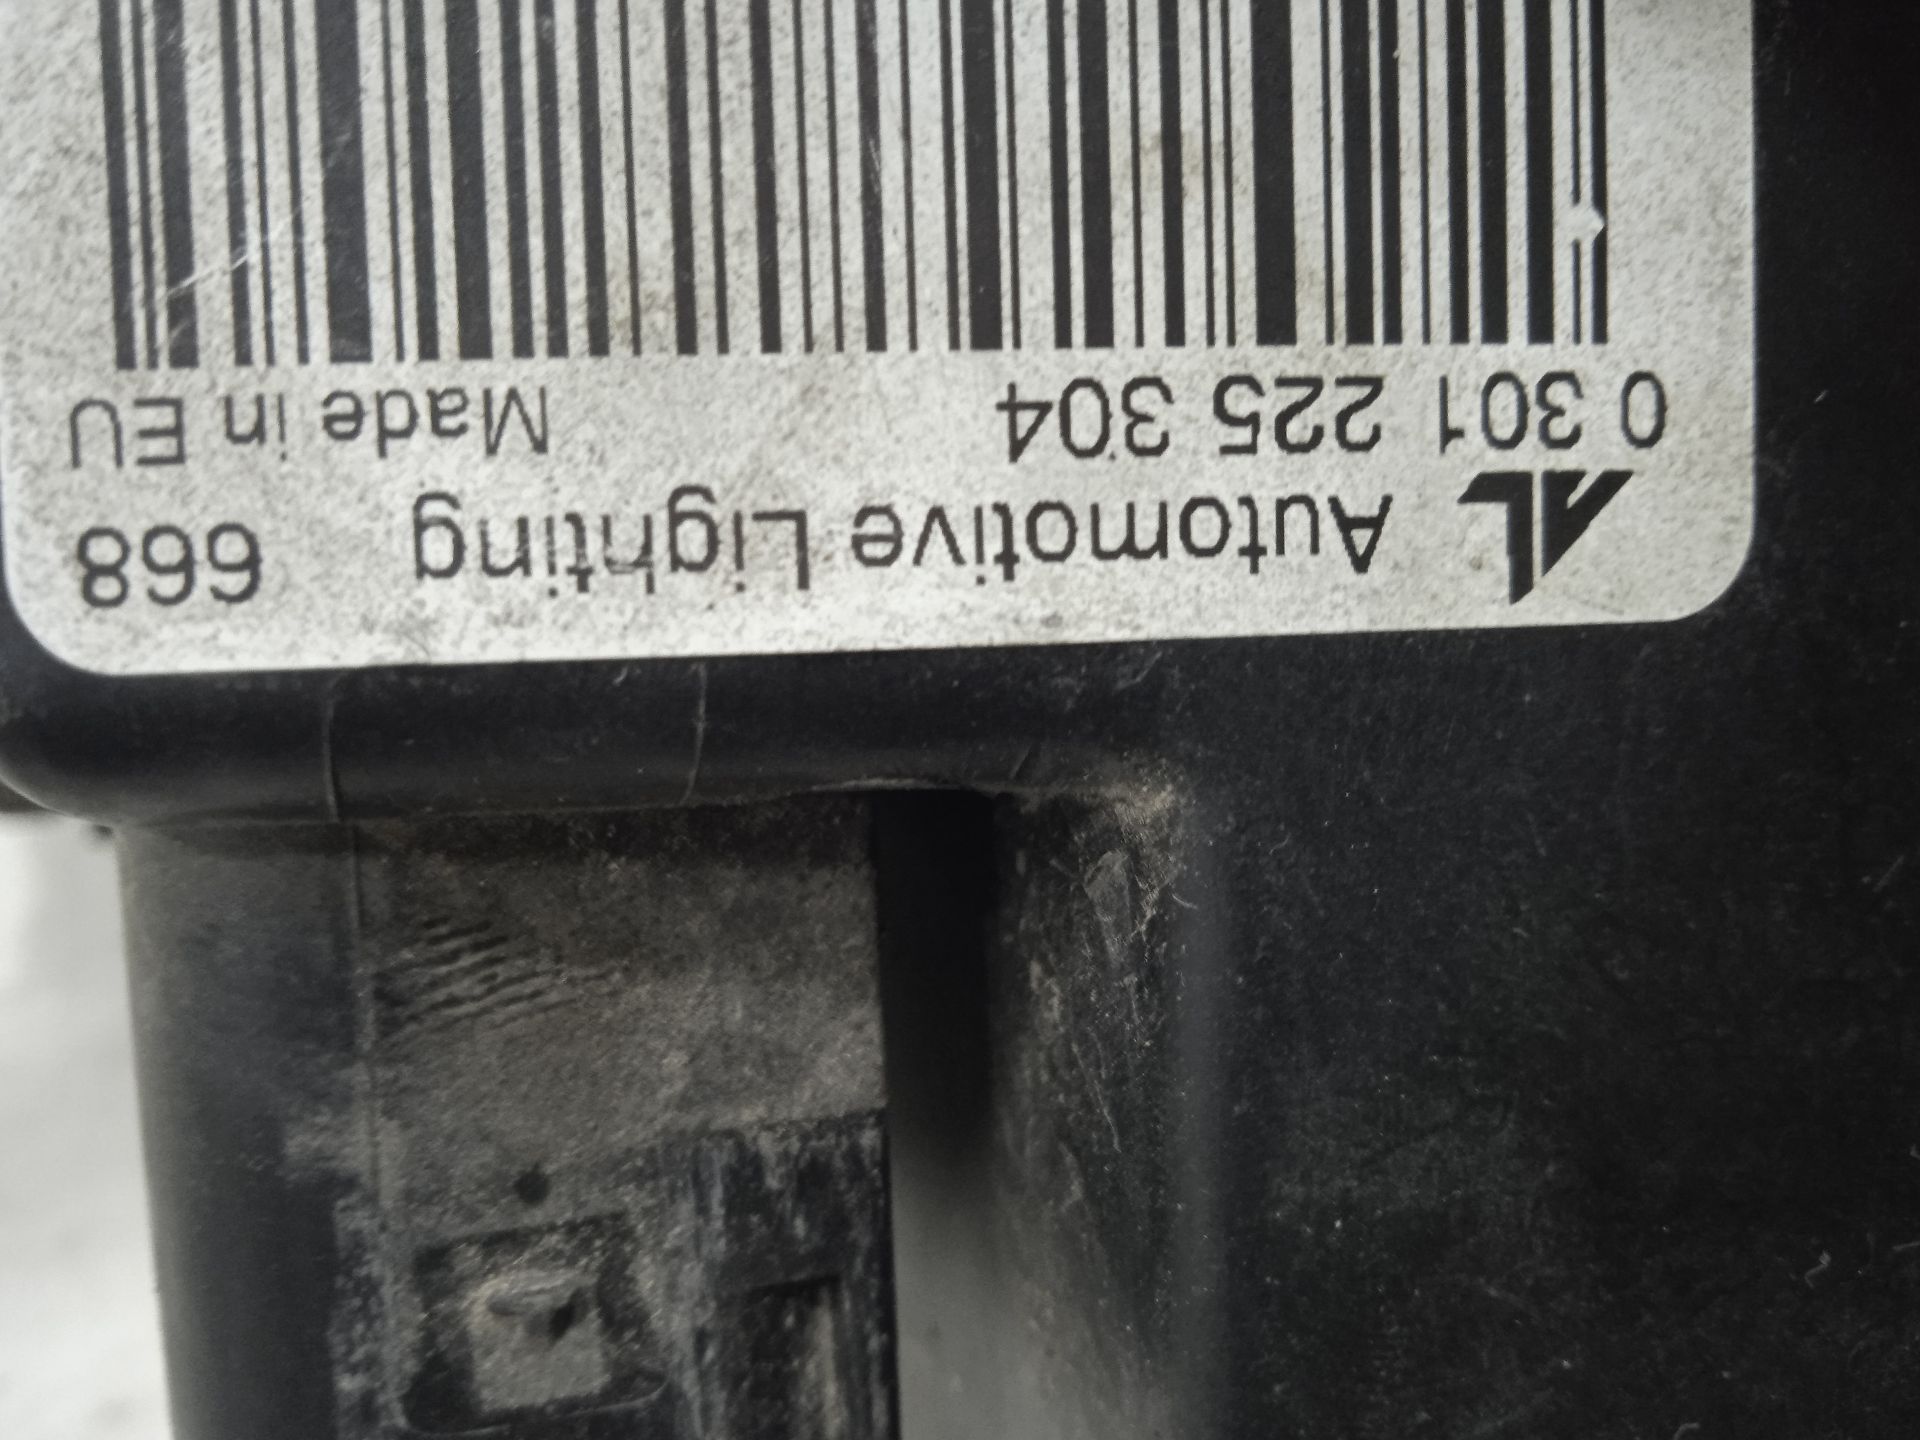 AL Automotive Lighting 668
0 301 225 304 Made in EU